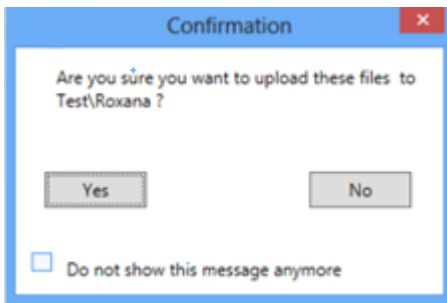 Confirmation
Are you sure you want to upload these files to
Test\Roxana ?
Yes
No
Do not show this message anymore